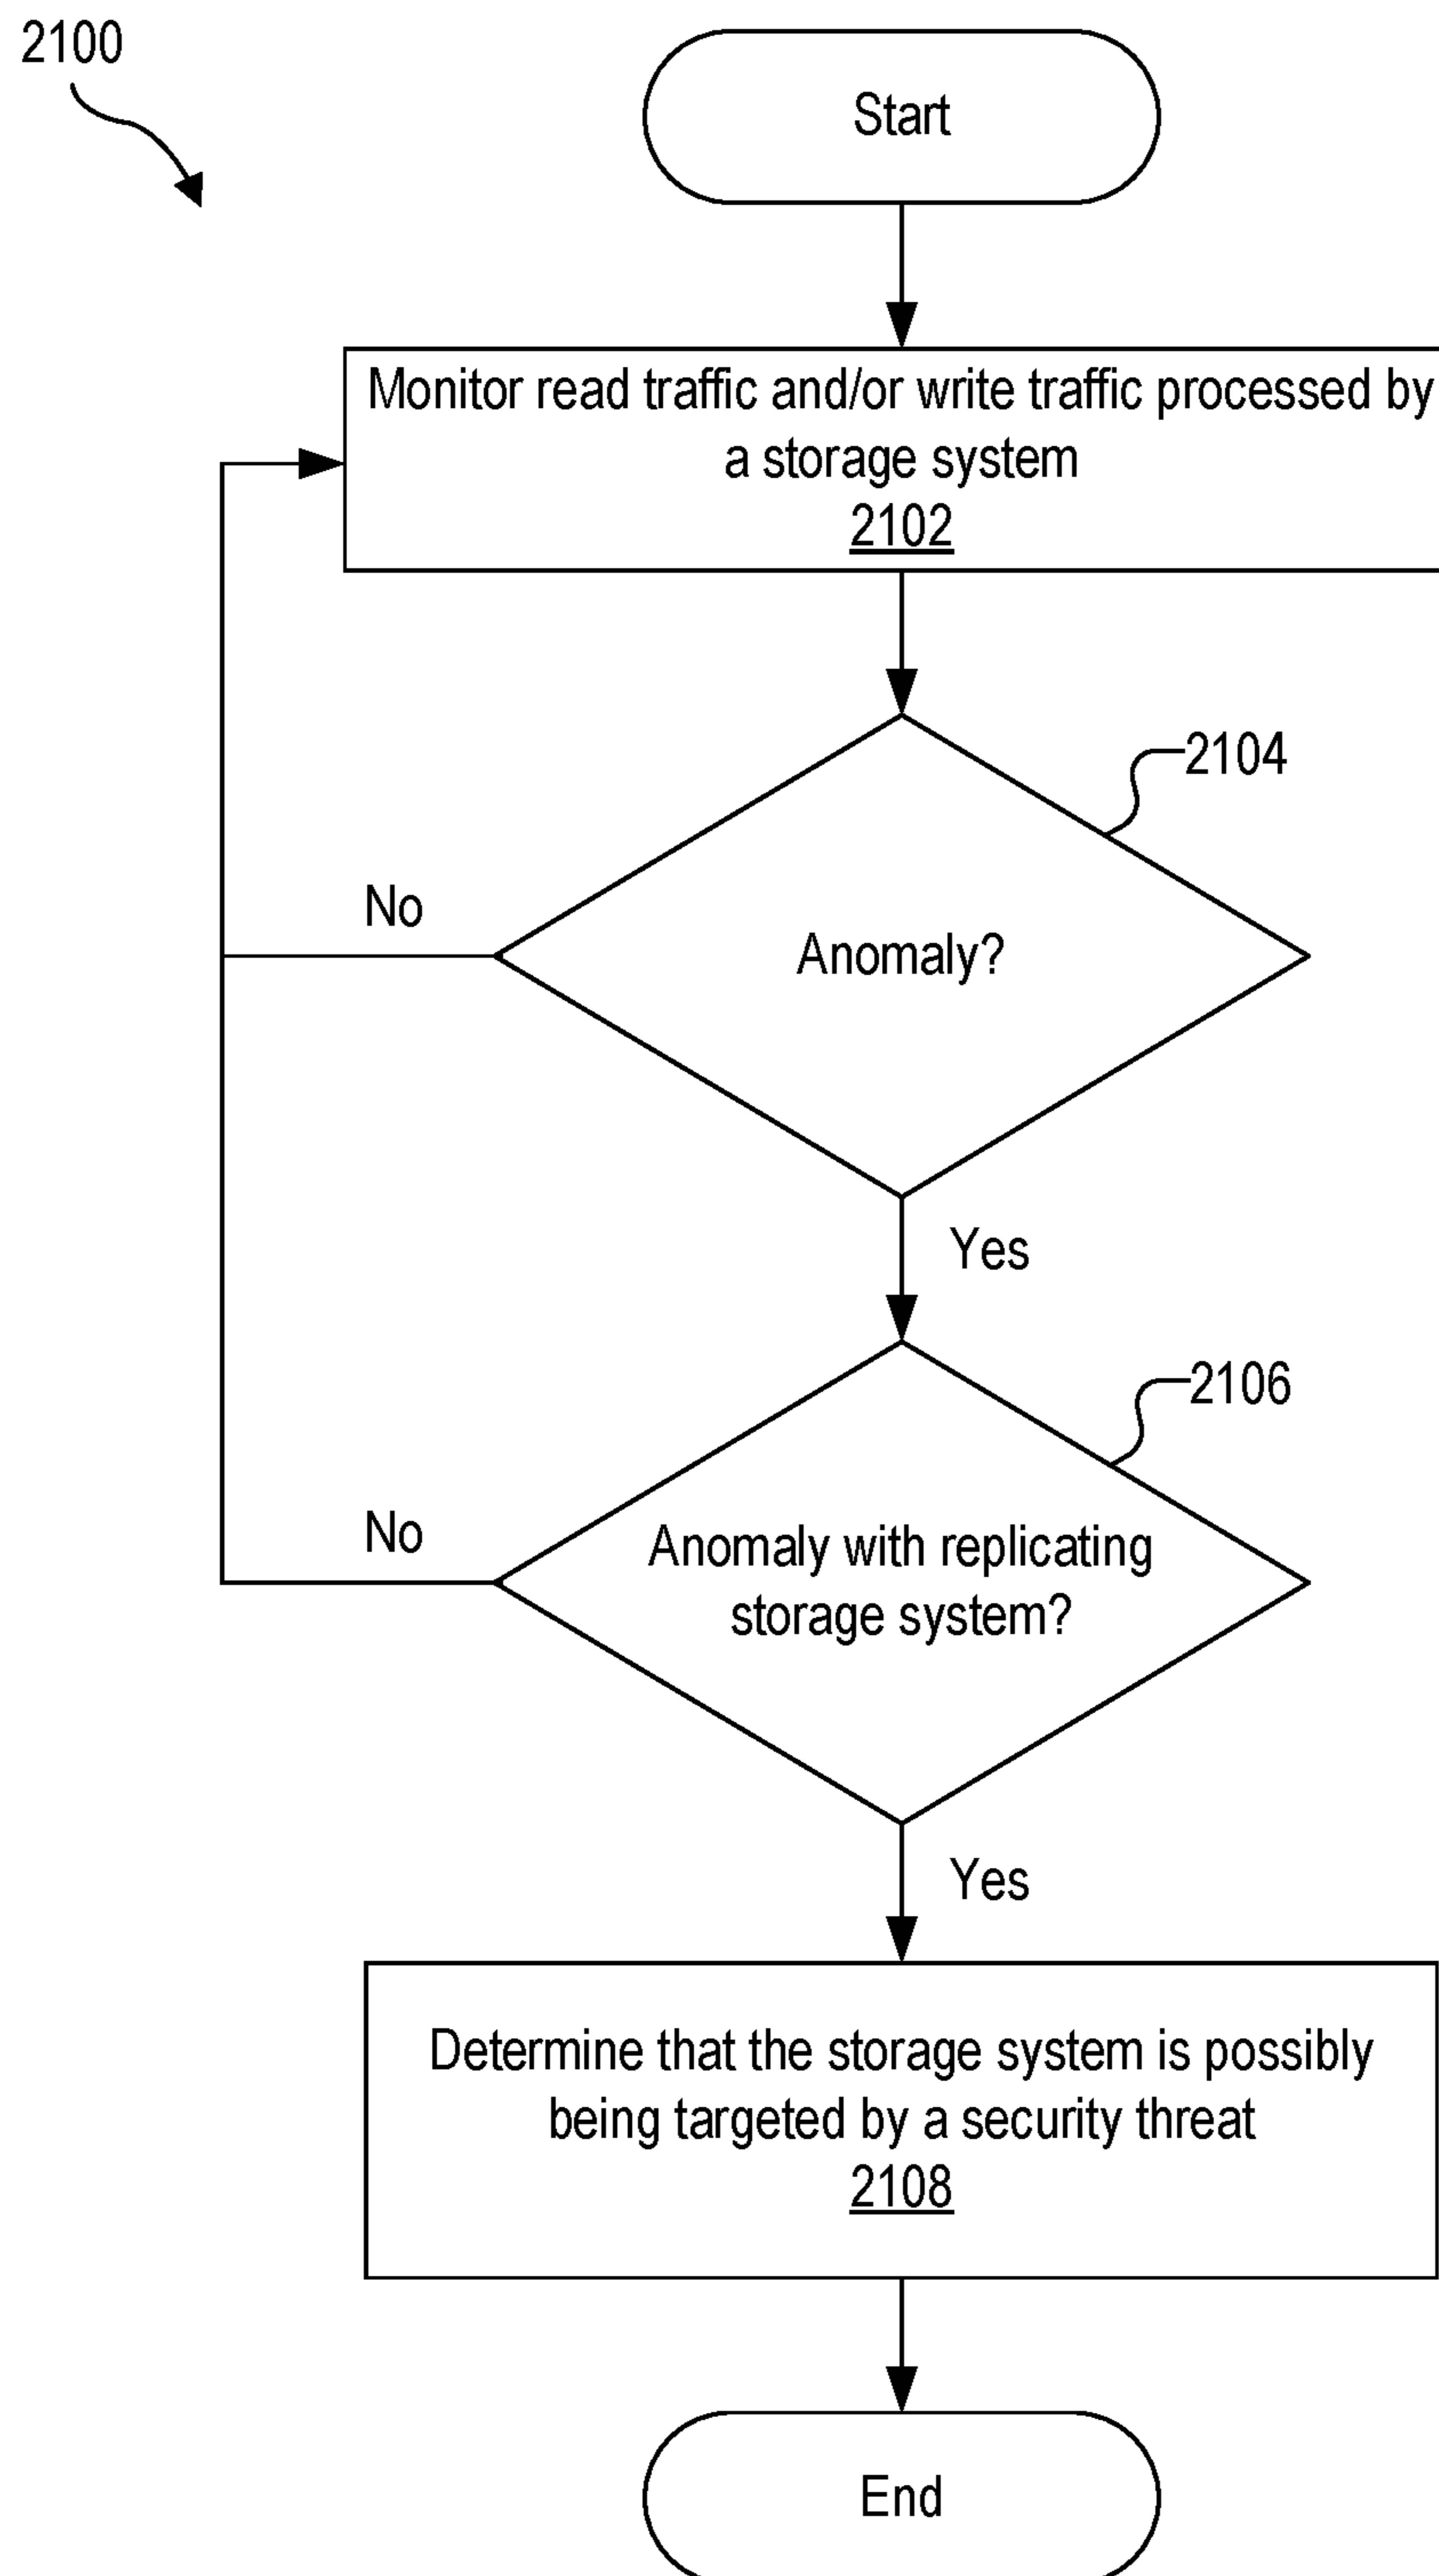 2100
Start
Monitor read traffic and/or write traffic processed by
a storage system
2102
2104
No
Anomaly?
Yes
2106
No
Anomaly with replicating
storage system?
Yes
Determine that the storage system is possibly
being targeted by a security threat
2108
End